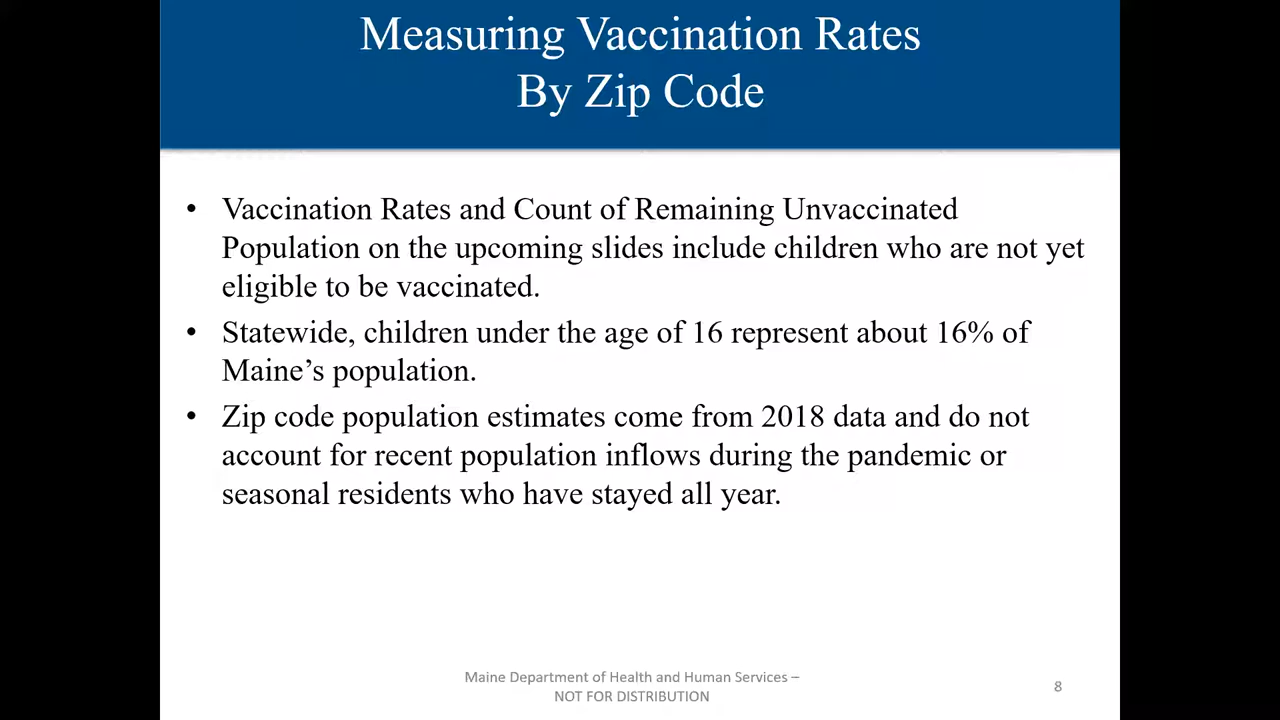 Measuring Vaccination Rates
By Zip Code
• Vaccination Rates and Count of Remaining Unvaccinated
Population on the upcoming slides include children who are not yet
eligible to be vaccinated.
• Statewide, children under the age of 16 represent about 16% of
Maine’s population.
• Zip code population estimates come from 2018 data and do not
account for recent population inflows during the pandemic or
seasonal residents who have stayed all year.
Maine Department of Health and Human Services –
NOT FOR DISTRIBUTION
8